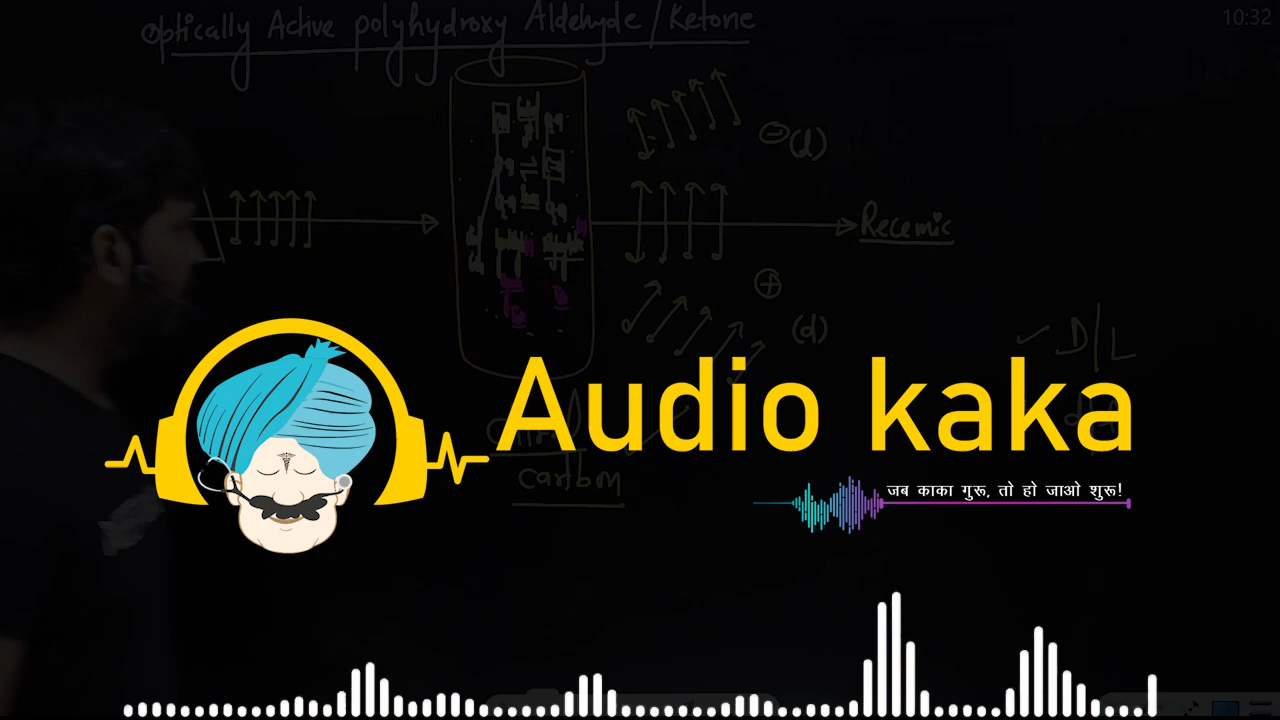 Optically Active polyhydroxy Aldehyde/Ketone
10:32
⊖(l)
Recemic
⊕
(d)
✓ D/L
Audio kaka
carbon
जब काका गुरू, तो हो जाओ शुरू!